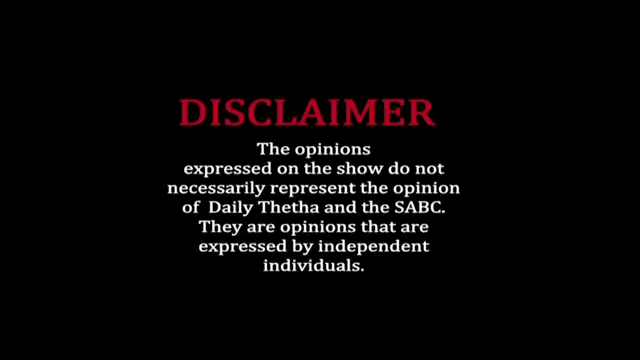 DISCLAIMER
The opinions
expressed on the show do not
necessarily represent the opinion
of Daily Thetha and the SABC.
They are opinions that are
expressed by independent
individuals.